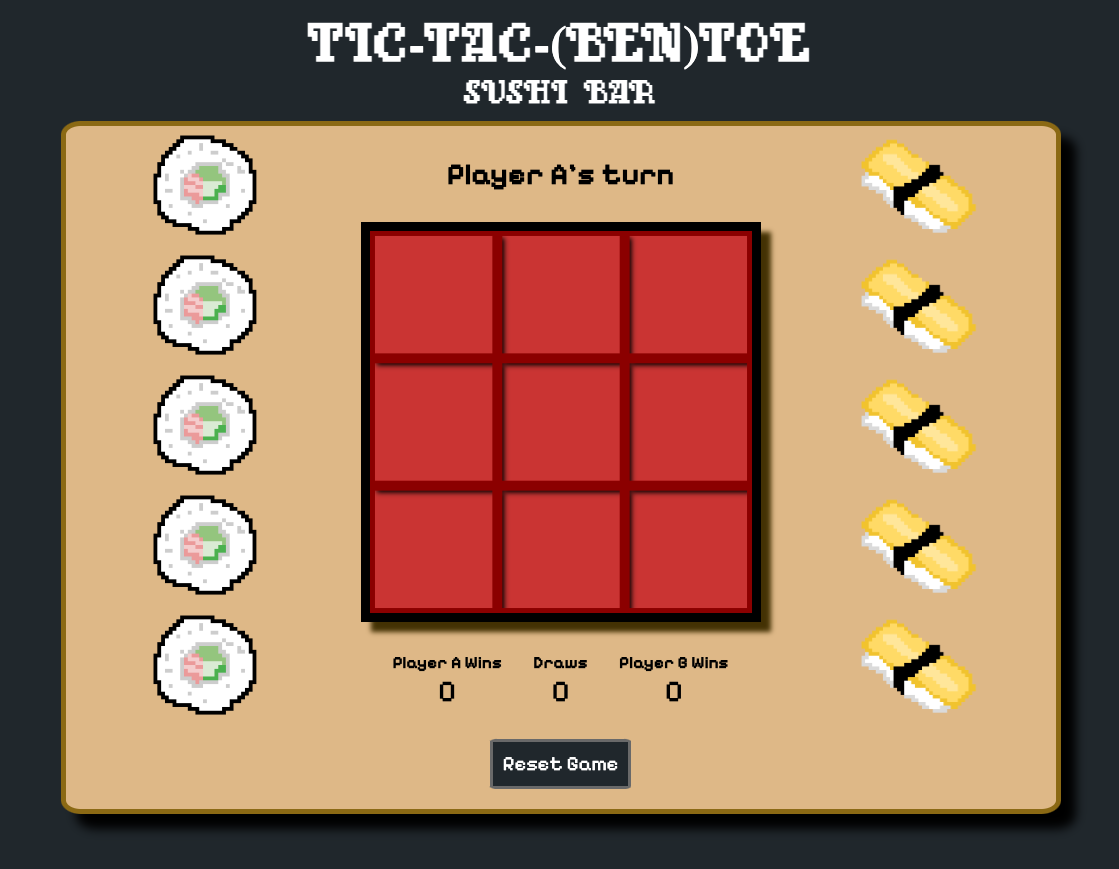 TIC-TAC-(BEN)TOE
SUSHI BAR
Player A's turn
Player A Wins Draws Player B Wins
0 0 0
Reset Game